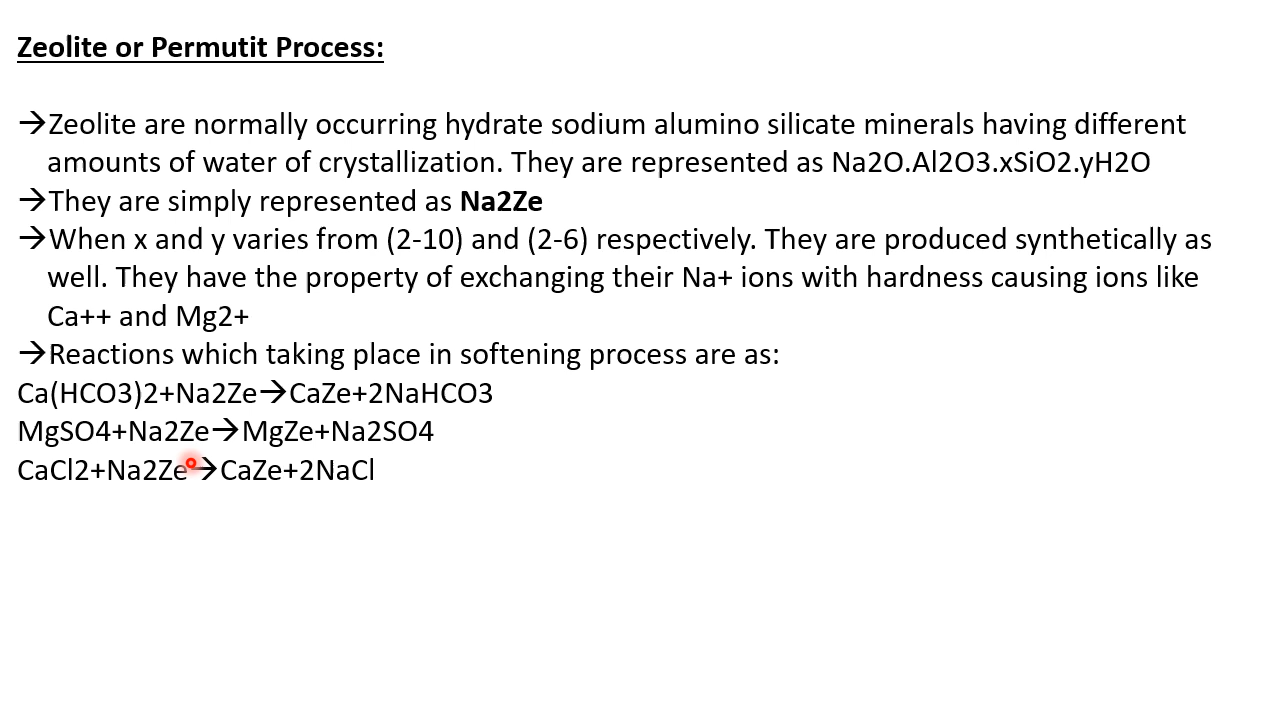 Zeolite or Permutit Process:
→Zeolite are normally occurring hydrate sodium alumino silicate minerals having different
amounts of water of crystallization. They are represented as Na2O.Al2O3.xSiO2.yH2O
→They are simply represented as Na2Ze
→When x and y varies from (2-10) and (2-6) respectively. They are produced synthetically as
well. They have the property of exchanging their Na+ ions with hardness causing ions like
Ca++ and Mg2+
→Reactions which taking place in softening process are as:
Ca(HCO3)2+Na2Ze→CaZe+2NaHCO3
MgSO4+Na2Ze→MgZe+Na2SO4
CaCl2+Na2Ze→CaZe+2NaCl